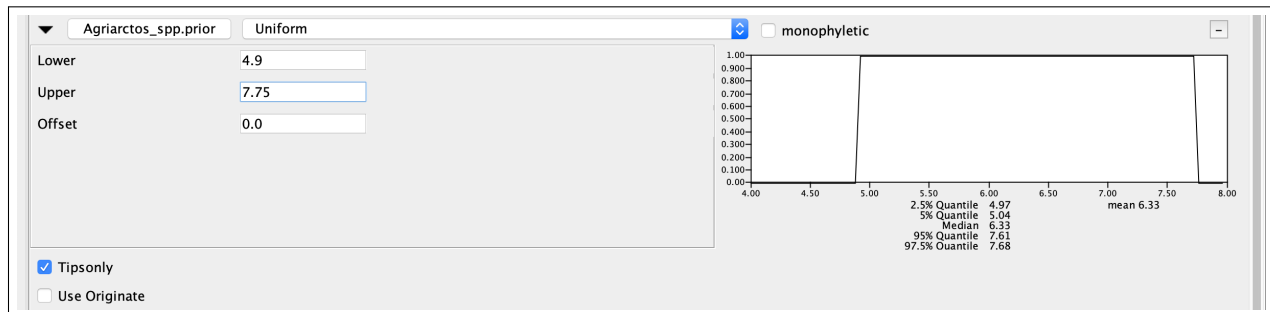 Agriarctos_spp.prior Uniform monophyletic -
Lower 4.9
Upper 7.75
Offset 0.0
1.00
0.900
0.800
0.700
0.600
0.500
0.400
0.300
0.200
0.100
0.00
4.00 4.50 5.00 5.50 6.00 6.50 7.00 7.50 8.00
2.5% Quantile 4.97 mean 6.33
5% Quantile 5.04
Median 6.33
95% Quantile 7.61
97.5% Quantile 7.68
Tipsonly
Use Originate